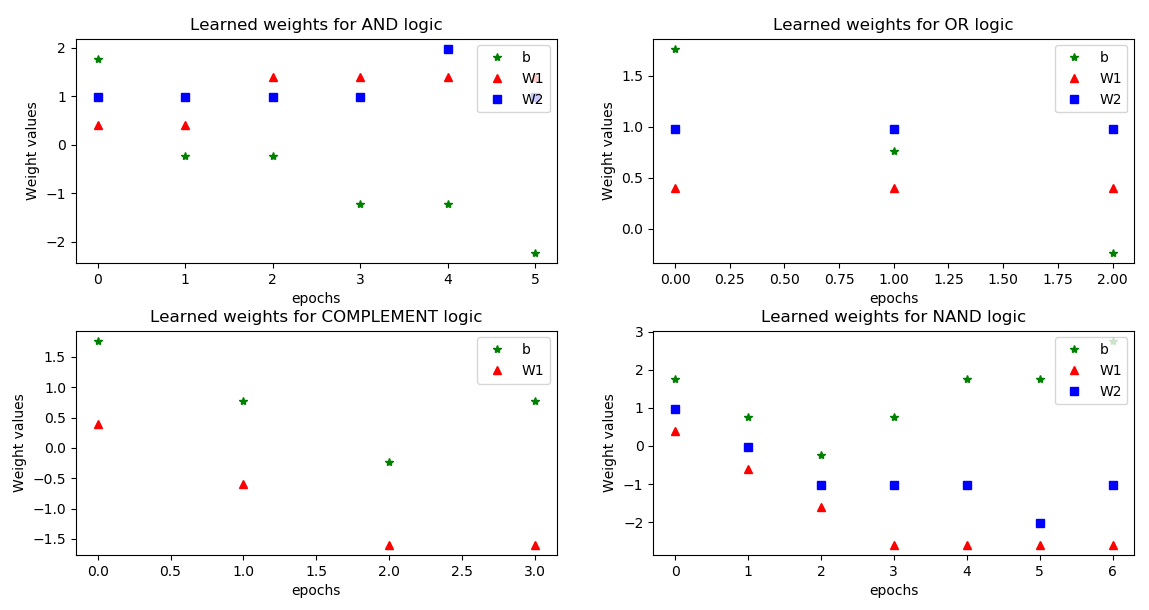 Learned weights for AND logic
Weight values
2
1
0
−1
−2
0 1 2 3 4 5
epochs
b
W1
W2
Learned weights for OR logic
Weight values
1.5
1.0
0.5
0.0
0.00 0.25 0.50 0.75 1.00 1.25 1.50 1.75 2.00
epochs
b
W1
W2
Learned weights for COMPLEMENT logic
Weight values
1.5
1.0
0.5
0.0
−0.5
−1.0
−1.5
0.0 0.5 1.0 1.5 2.0 2.5 3.0
epochs
b
W1
Learned weights for NAND logic
Weight values
3
2
1
0
−1
−2
0 1 2 3 4 5 6
epochs
b
W1
W2